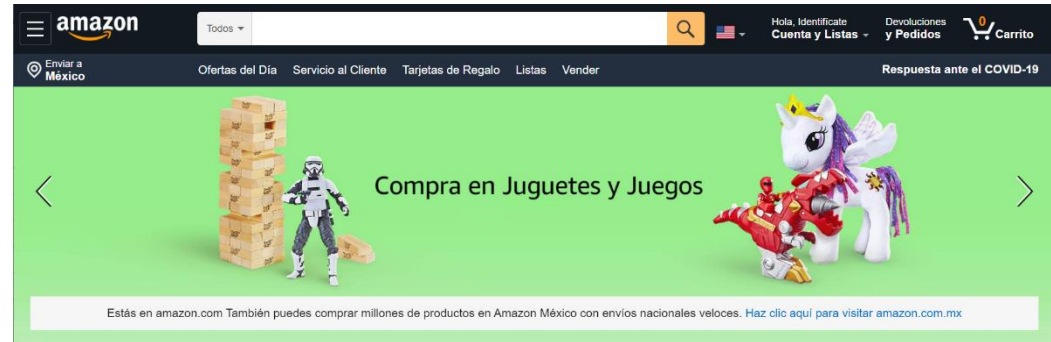 amazon
Todos
Hola, Identifícate
Cuenta y Listas
Devoluciones
y Pedidos
0
Carrito
Enviar a
México
Ofertas del Día Servicio al Cliente Tarjetas de Regalo Listas Vender
Respuesta ante el COVID-19
Compra en Juguetes y Juegos
Estás en amazon.com También puedes comprar millones de productos en Amazon México con envíos nacionales veloces. Haz clic aquí para visitar amazon.com.mx